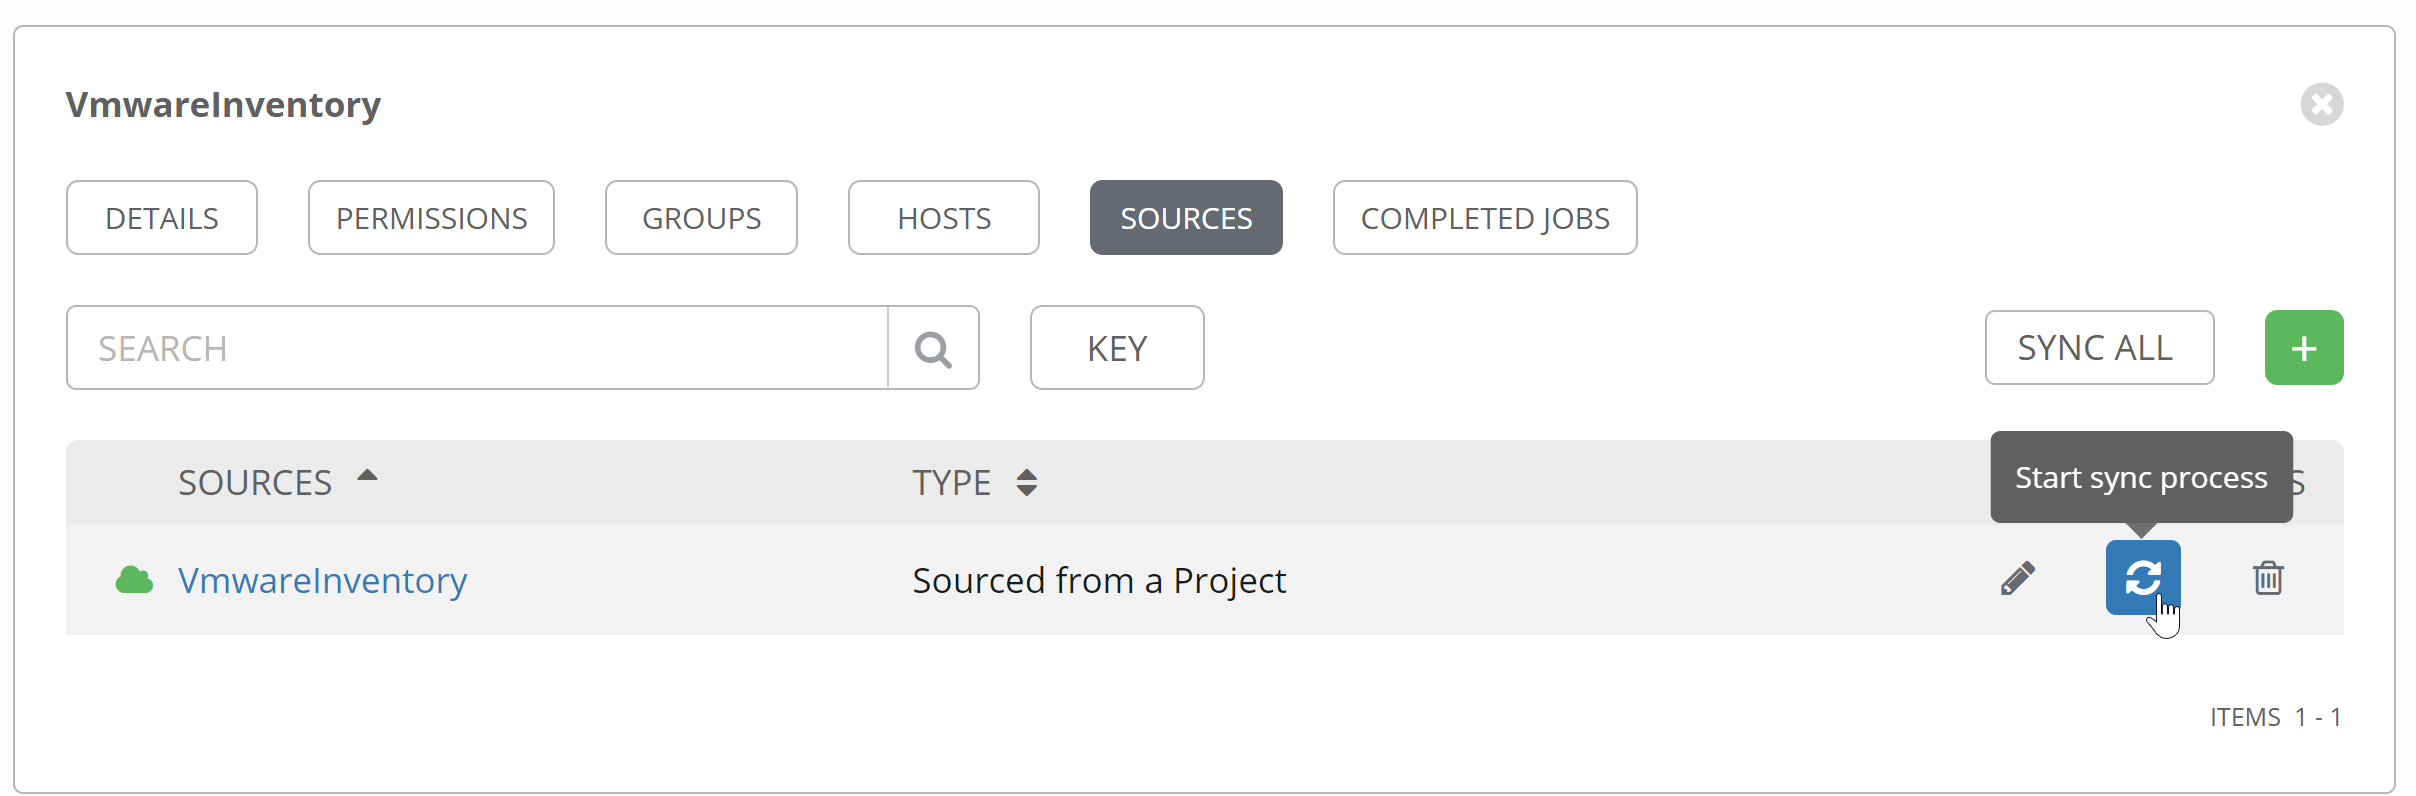 VmwareInventory
DETAILS PERMISSIONS GROUPS HOSTS SOURCES COMPLETED JOBS
SEARCH KEY SYNC ALL +
SOURCES TYPE Start sync process
VmwareInventory Sourced from a Project
ITEMS 1 - 1